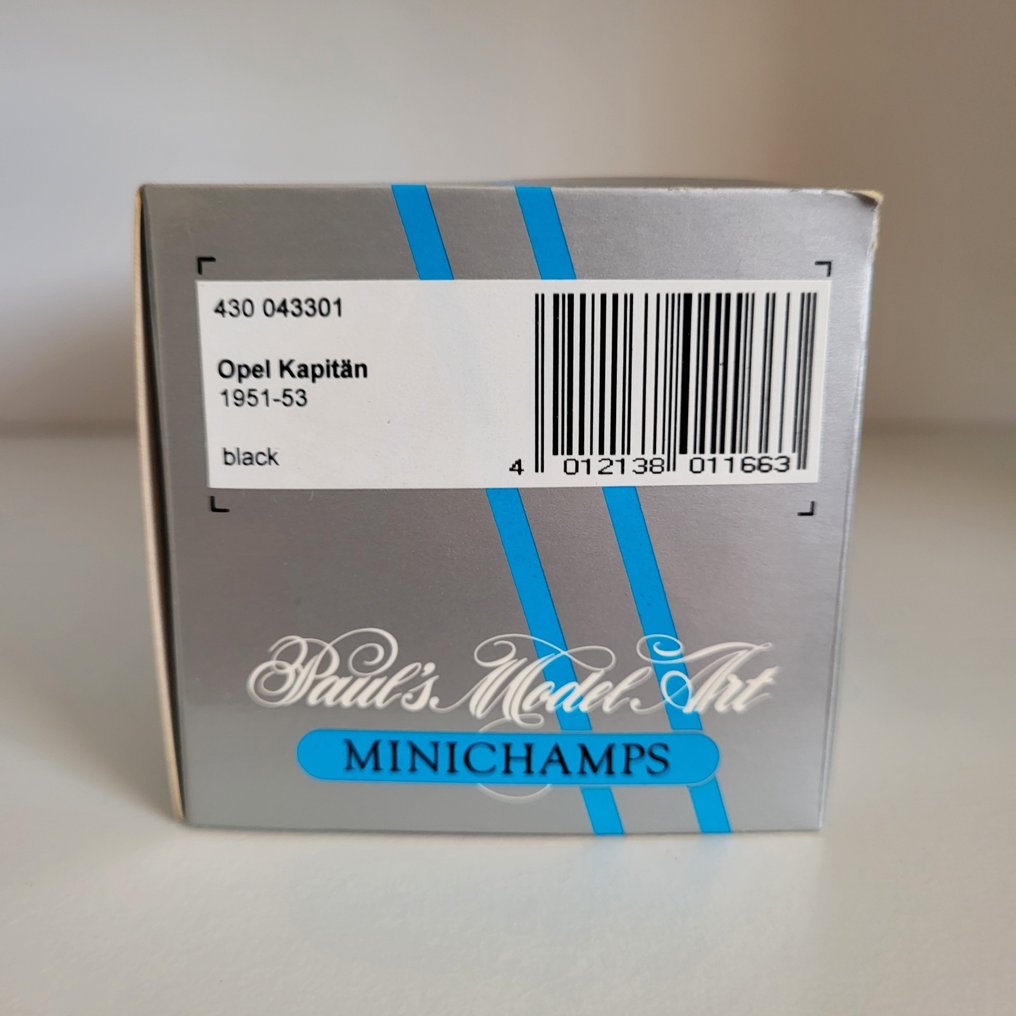 430 043301
Opel Kapitän
1951-53
black
4 012138 011663
Paul's Model Art
MINICHAMPS